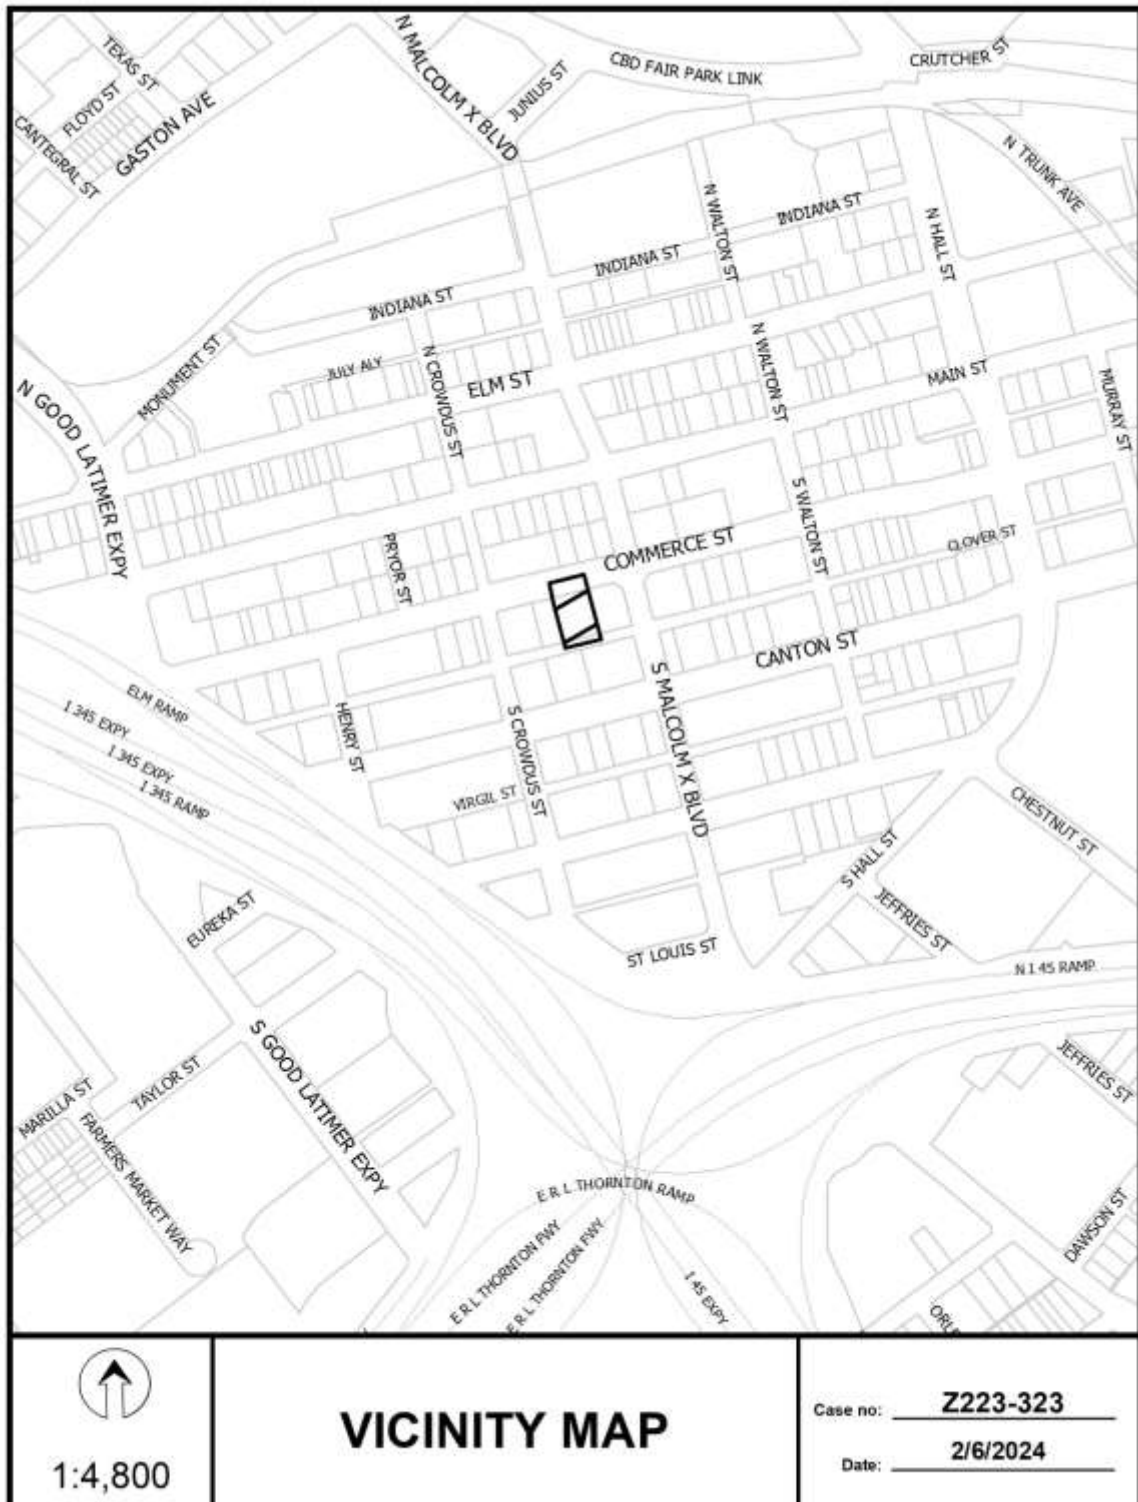 TEXAS ST
FLOYD ST
CANTEGRAL ST
GASTON AVE
N MALCOLM X BLVD
JUNIUS ST
CBD FAIR PARK LINK
CRUTCHER ST
N TRUNK AVE
N WALTON ST
INDIANA ST
N HALL ST
INDIANA ST
INDIANA ST
MONUMENT ST
JULY ALY
N CROWDUS ST
ELM ST
N WALTON ST
MAIN ST
MURRAY ST
N GOOD LATIMER EXPY
PRYOR ST
COMMERCE ST
S WALTON ST
CLOVER ST
CANTON ST
ELM RAMP
I 345 EXPY
I 345 EXPY
I 345 RAMP
HENRY ST
S CROWDUS ST
S MALCOLM X BLVD
VIRGIL ST
CHESTNUT ST
S HALL ST
JEFFRIES ST
EUREKA ST
ST LOUIS ST
N I 45 RAMP
S GOOD LATIMER EXPY
TAYLOR ST
MARILLA ST
FARMERS MARKET WAY
JEFFRIES ST
E R L THORNTON RAMP
E R L THORNTON FWY
E R L THORNTON FWY
I 45 EXPY
DAWSON ST
1:4,800
VICINITY MAP
Case no: Z223-323
Date: 2/6/2024